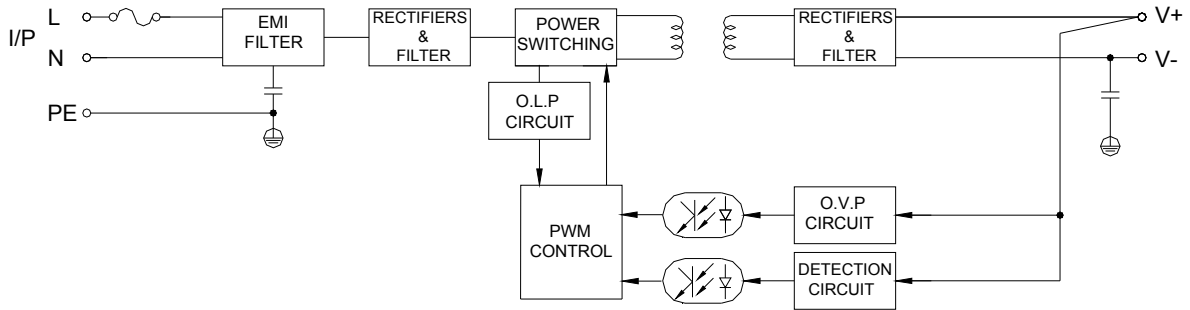 I/P
L
N
PE
EMI
FILTER
RECTIFIERS
&
FILTER
POWER
SWITCHING
RECTIFIERS
&
FILTER
V+
V-
O.L.P
CIRCUIT
PWM
CONTROL
O.V.P
CIRCUIT
DETECTION
CIRCUIT